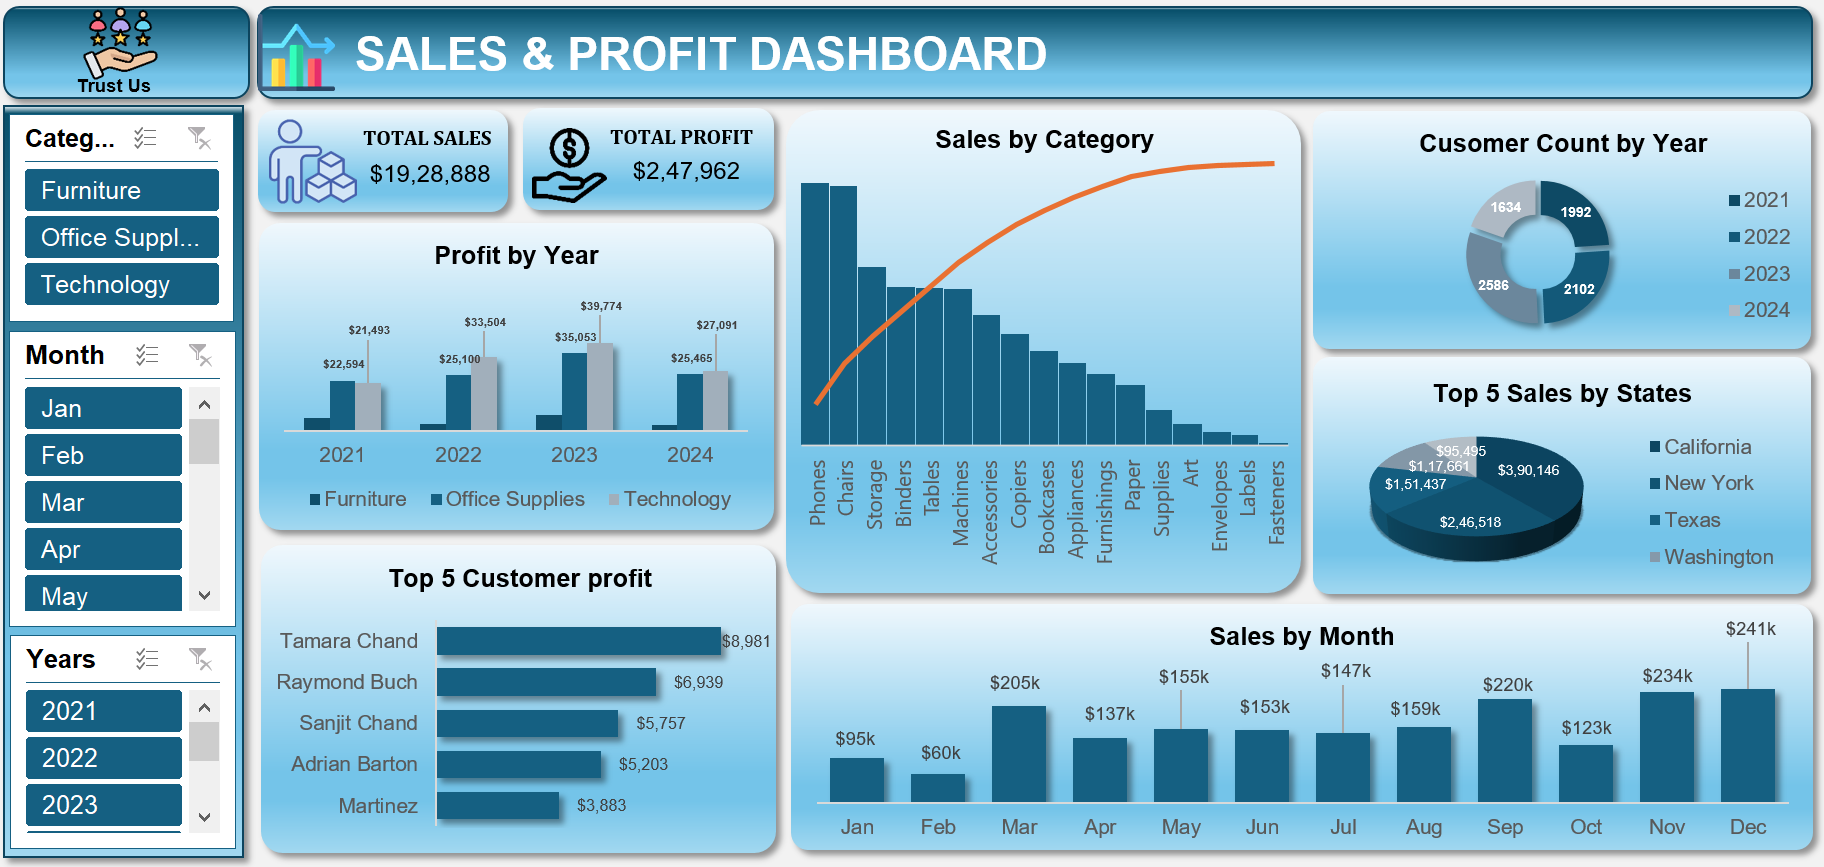 Trust Us
SALES & PROFIT DASHBOARD
Categ...
Furniture
Office Suppl...
Technology
Month
Jan
Feb
Mar
Apr
May
Years
2021
2022
2023
TOTAL SALES
$19,28,888
TOTAL PROFIT
$2,47,962
Profit by Year
$22,594
$21,493
$25,100
$33,504
$35,053
$39,774
$25,465
$27,091
2021
2022
2023
2024
Furniture
Office Supplies
Technology
Top 5 Customer profit
Tamara Chand
$8,981
Raymond Buch
$6,939
Sanjit Chand
$5,757
Adrian Barton
$5,203
Martinez
$3,883
Sales by Category
Phones
Chairs
Storage
Binders
Tables
Machines
Accessories
Copiers
Bookcases
Appliances
Furnishings
Paper
Supplies
Art
Envelopes
Labels
Fasteners
Cusomer Count by Year
1634
1992
2586
2102
2021
2022
2023
2024
Top 5 Sales by States
$95,495
$1,17,661
$3,90,146
$1,51,437
$2,46,518
California
New York
Texas
Washington
Sales by Month
$95k
$60k
$205k
$137k
$155k
$153k
$147k
$159k
$220k
$123k
$234k
$241k
Jan
Feb
Mar
Apr
May
Jun
Jul
Aug
Sep
Oct
Nov
Dec